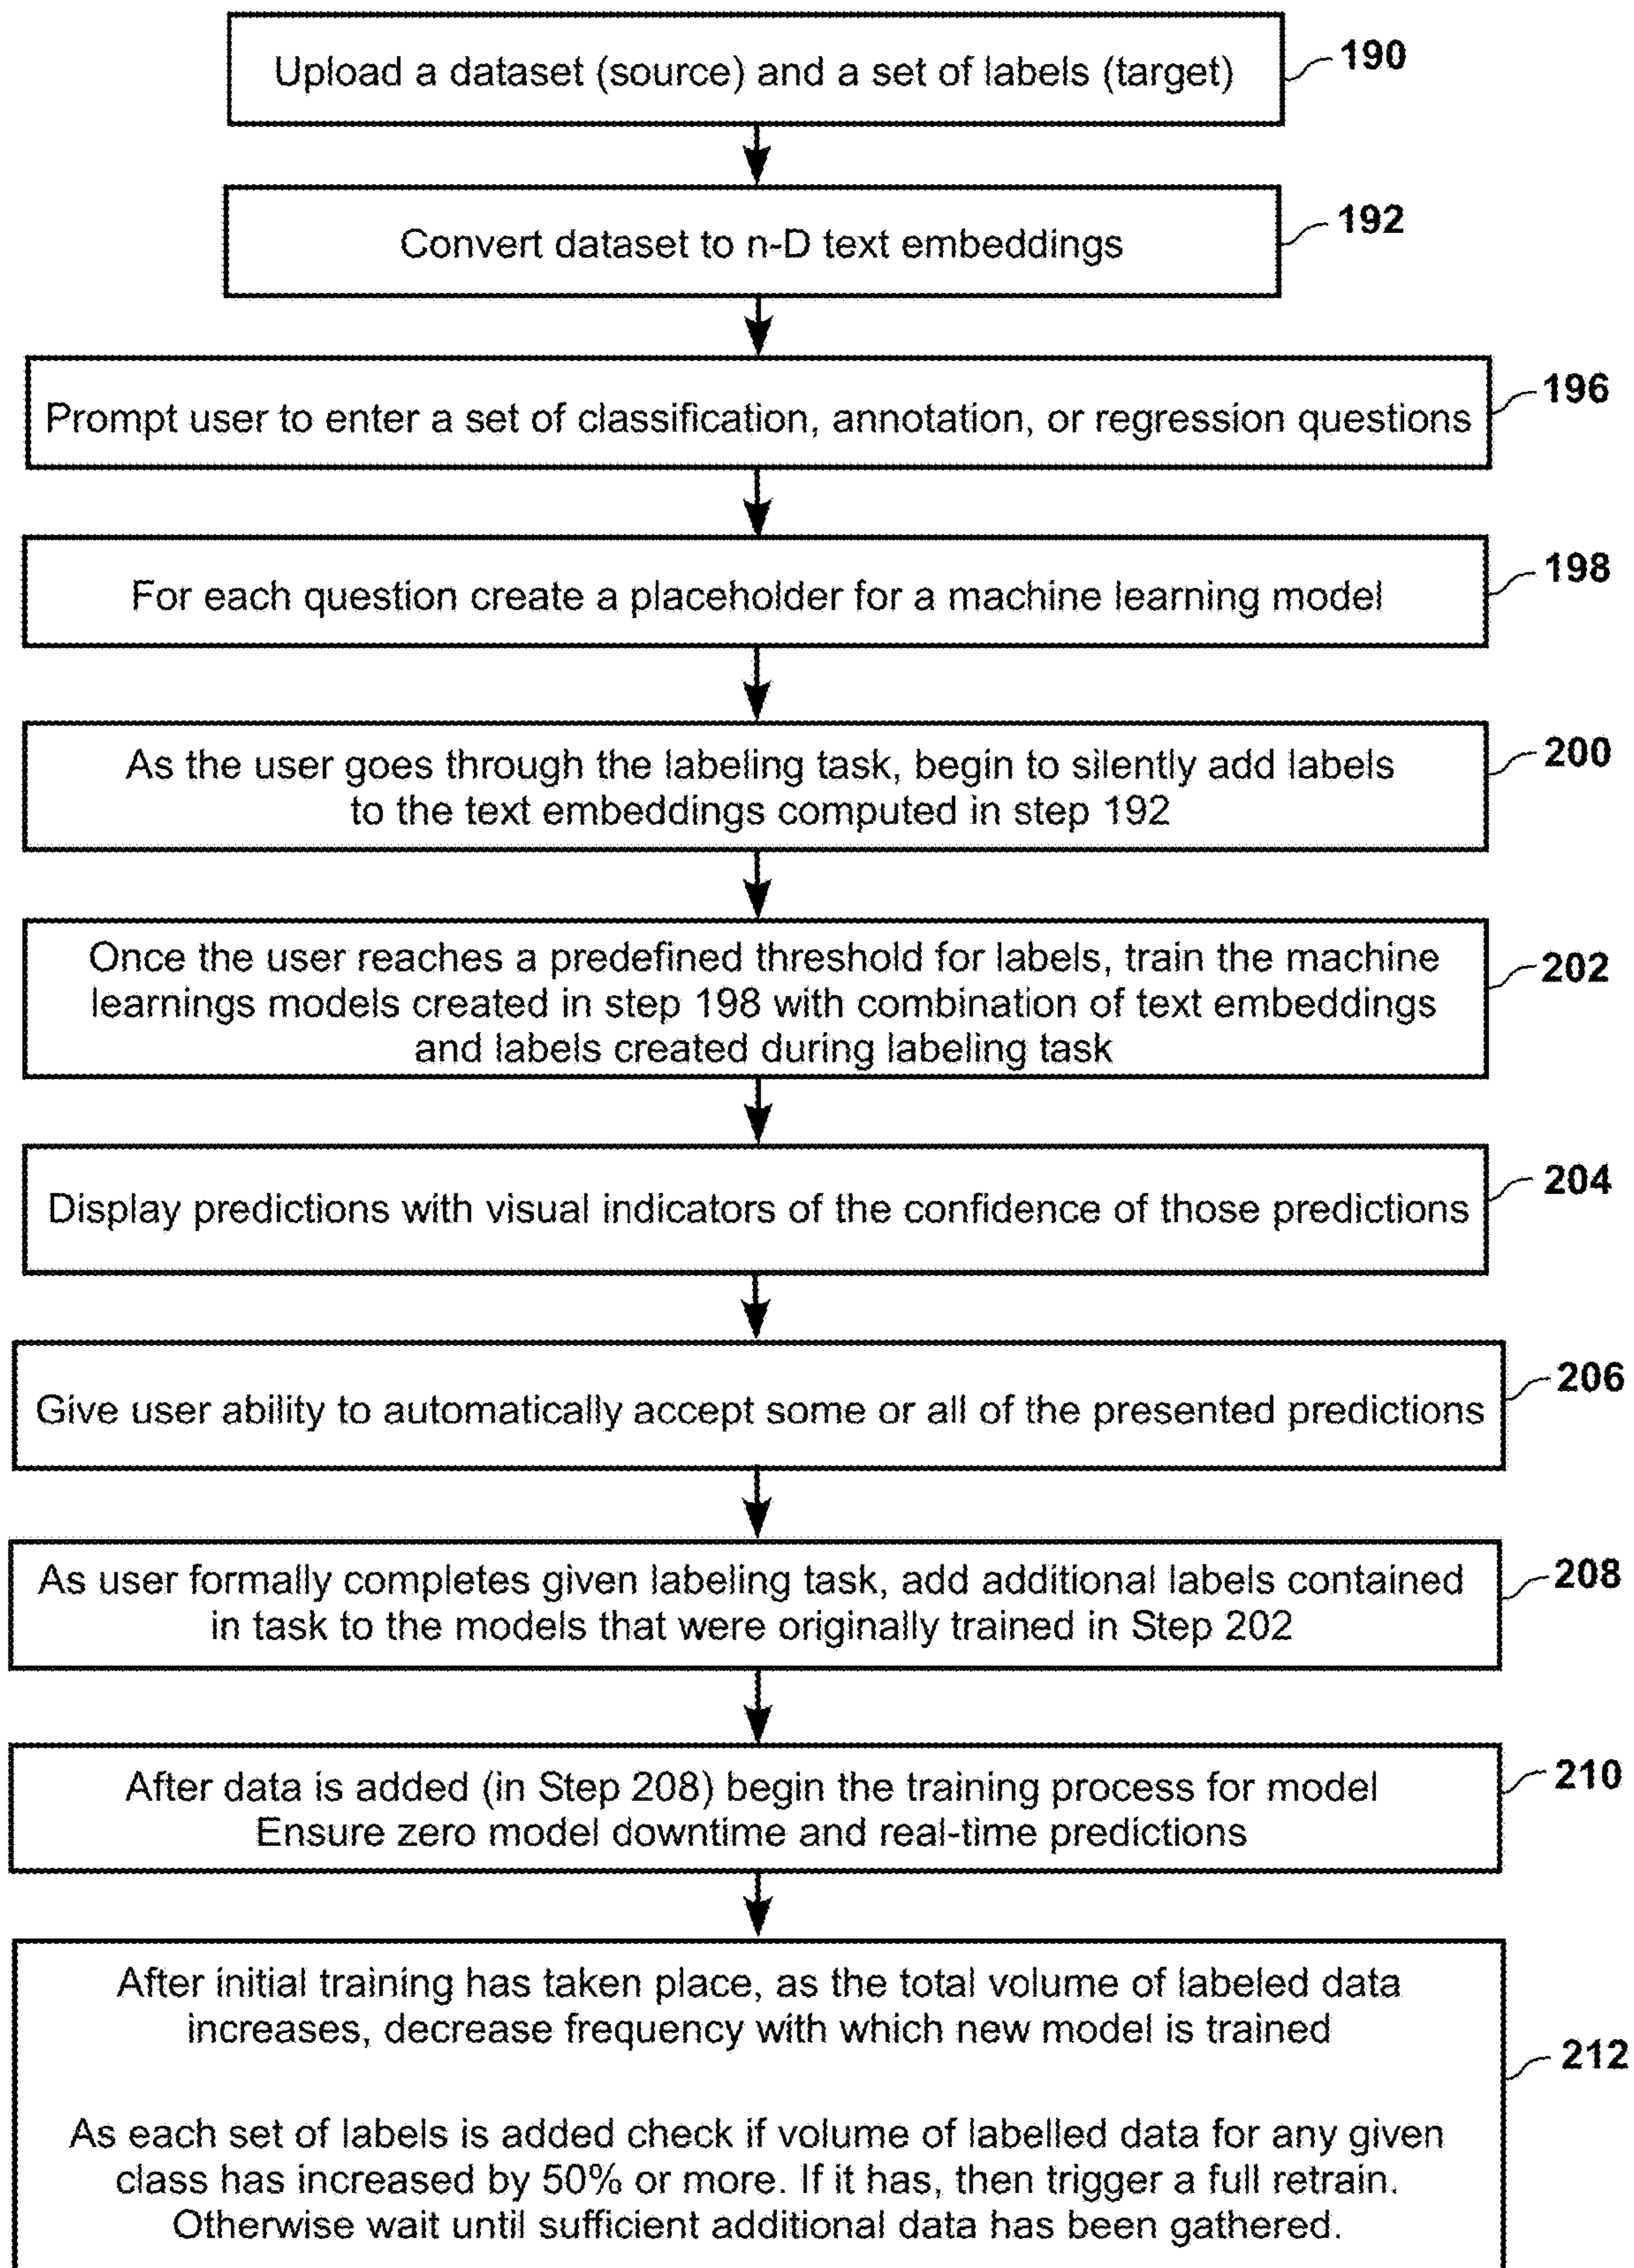 Upload a dataset (source) and a set of labels (target)
190
Convert dataset to n-D text embeddings
192
Prompt user to enter a set of classification, annotation, or regression questions
196
For each question create a placeholder for a machine learning model
198
As the user goes through the labeling task, begin to silently add labels
to the text embeddings computed in step 192
200
Once the user reaches a predefined threshold for labels, train the machine
learnings models created in step 198 with combination of text embeddings
and labels created during labeling task
202
Display predictions with visual indicators of the confidence of those predictions
204
Give user ability to automatically accept some or all of the presented predictions
206
As user formally completes given labeling task, add additional labels contained
in task to the models that were originally trained in Step 202
208
After data is added (in Step 208) begin the training process for model
Ensure zero model downtime and real-time predictions
210
After initial training has taken place, as the total volume of labeled data
increases, decrease frequency with which new model is trained
As each set of labels is added check if volume of labelled data for any given
class has increased by 50% or more. If it has, then trigger a full retrain.
Otherwise wait until sufficient additional data has been gathered.
212